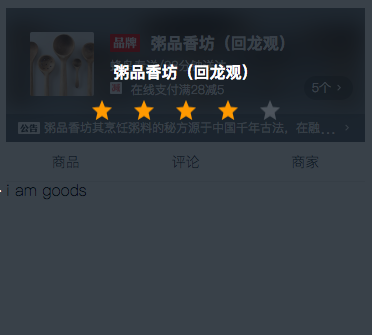 品牌 粥品香坊（回龙观）
粥品香坊（回龙观）
减 在线支付满28减5 5个 >
公告 粥品香坊其烹饪粥料的秘方源于中国千年古法，在融... >
商品 评论 商家
i am goods